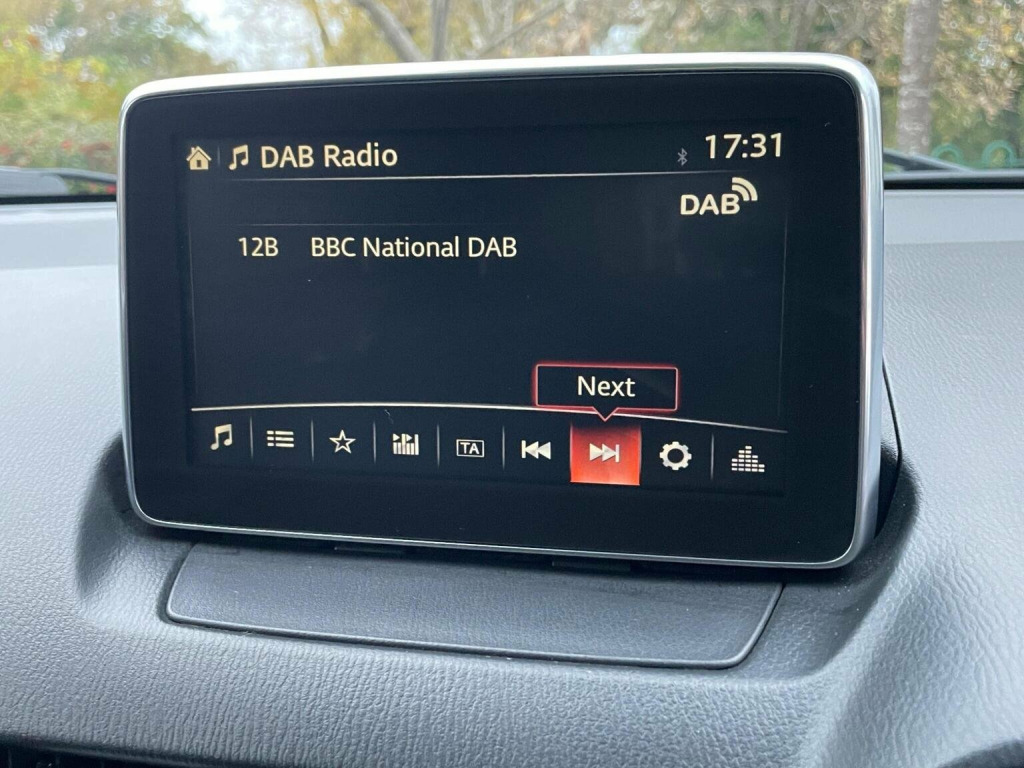 DAB Radio 17:31
DAB
12B BBC National DAB
Next
TA